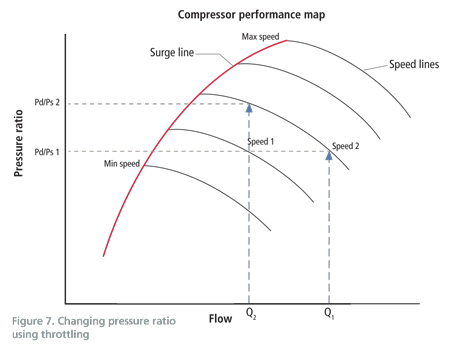 Compressor performance map
Max speed
Surge line
Speed lines
Pd/Ps 2
Pressure ratio
Speed 1
Speed 2
Pd/Ps 1
Min speed
Flow
Q2
Q1
Figure 7. Changing pressure ratio
using throttling